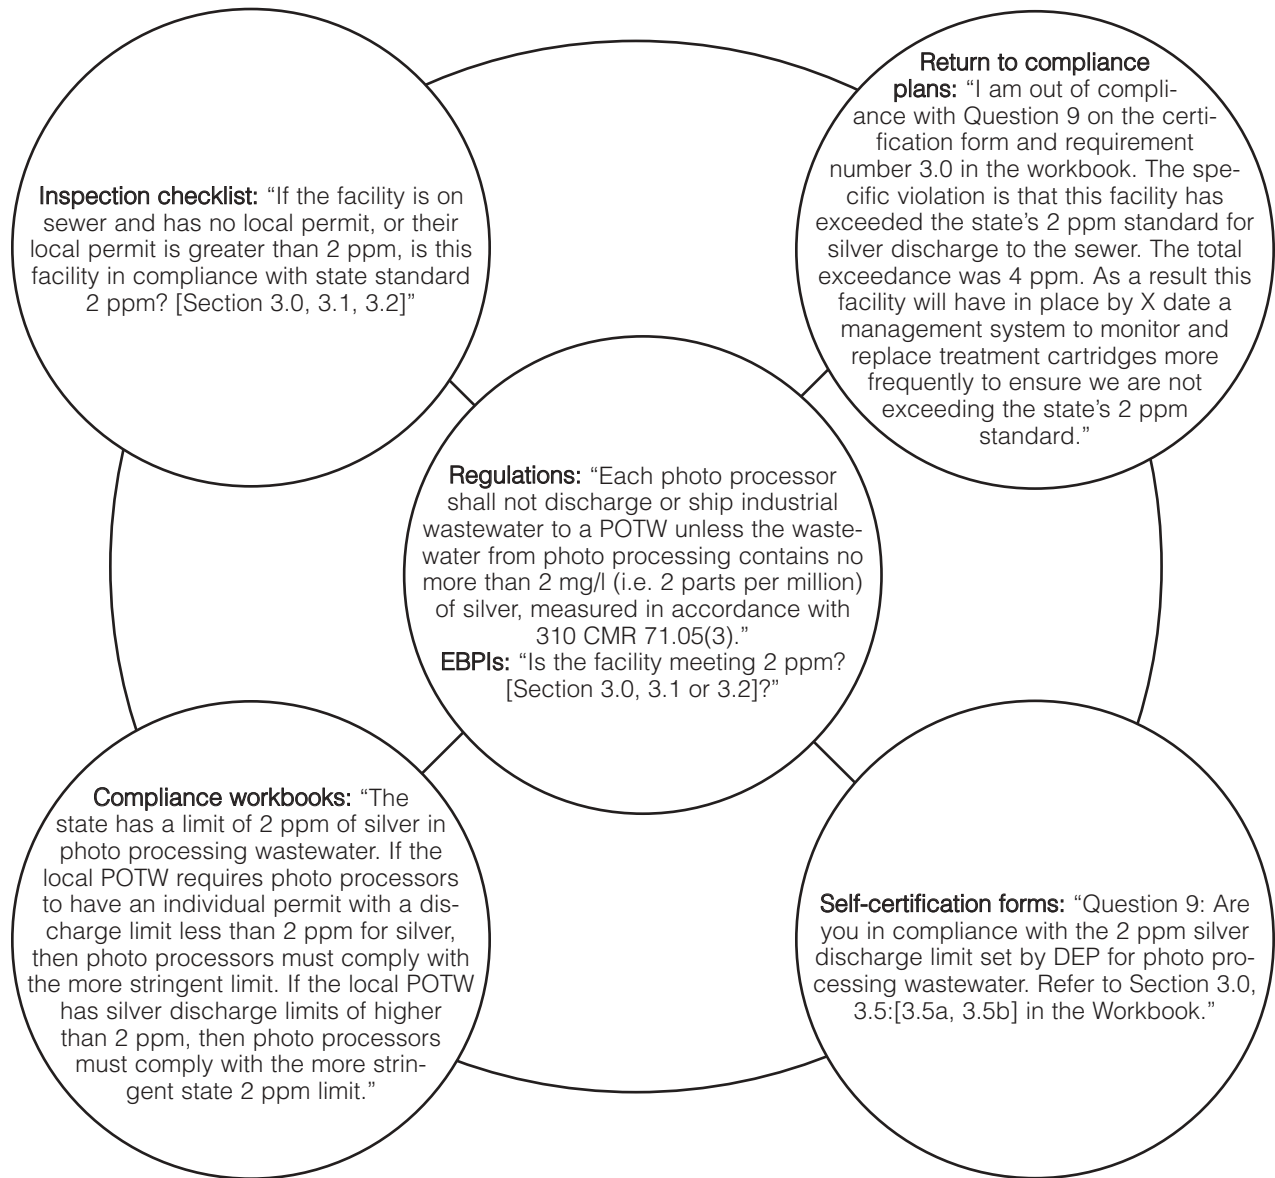 Inspection checklist: “If the facility is on
sewer and has no local permit, or their
local permit is greater than 2 ppm, is this
facility in compliance with state standard
2 ppm? [Section 3.0, 3.1, 3.2]”
Return to compliance
plans: “I am out of compli-
ance with Question 9 on the certi-
fication form and requirement
number 3.0 in the workbook. The spe-
cific violation is that this facility has
exceeded the state’s 2 ppm standard for
silver discharge to the sewer. The total
exceedance was 4 ppm. As a result this
facility will have in place by X date a
management system to monitor and
replace treatment cartridges more
frequently to ensure we are not
exceeding the state’s 2 ppm
standard.”
Regulations: “Each photo processor
shall not discharge or ship industrial
wastewater to a POTW unless the waste-
water from photo processing contains no
more than 2 mg/l (i.e. 2 parts per million)
of silver, measured in accordance with
310 CMR 71.05(3).”
EBPIs: “Is the facility meeting 2 ppm?
[Section 3.0, 3.1 or 3.2]?”
Compliance workbooks: “The
state has a limit of 2 ppm of silver in
photo processing wastewater. If the
local POTW requires photo processors
to have an individual permit with a dis-
charge limit less than 2 ppm for silver,
then photo processors must comply with
the more stringent limit. If the local POTW
has silver discharge limits of higher
than 2 ppm, then photo processors
must comply with the more strin-
gent state 2 ppm limit.”
Self-certification forms: “Question 9: Are
you in compliance with the 2 ppm silver
discharge limit set by DEP for photo pro-
cessing wastewater. Refer to Section 3.0,
3.5:[3.5a, 3.5b] in the Workbook.”